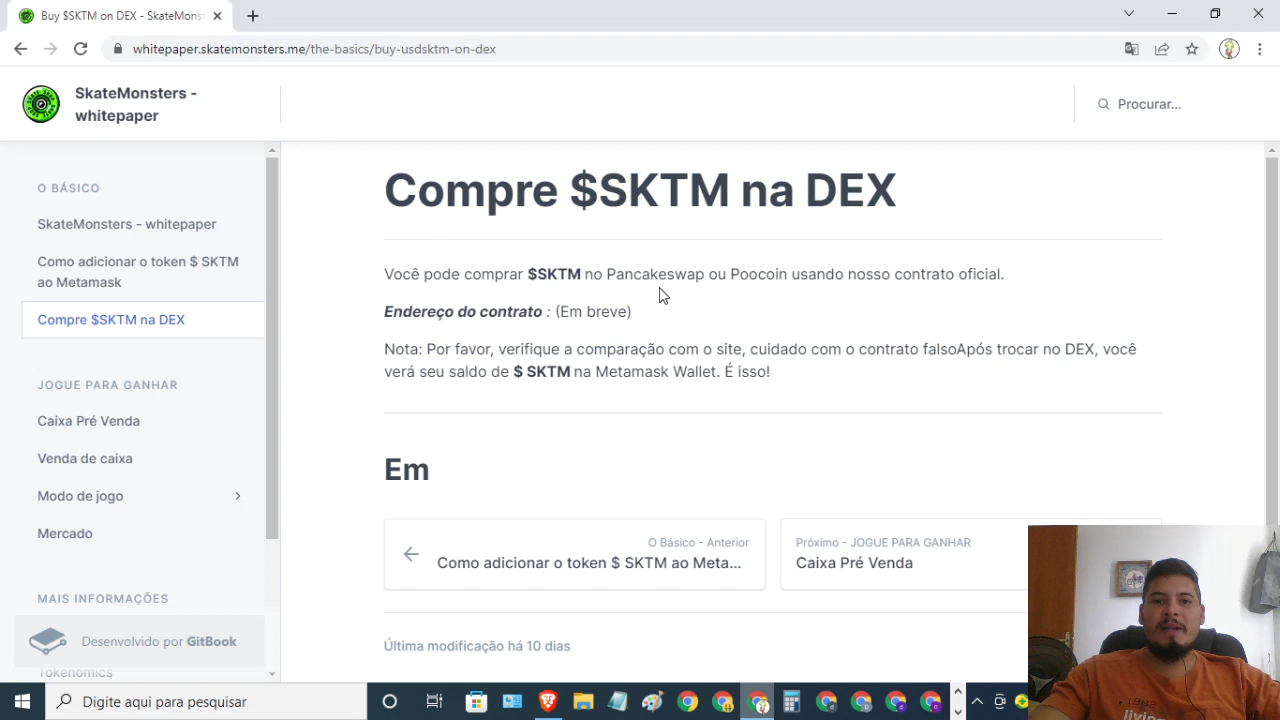 Buy $SKTM on DEX - SkateMons
whitepaper.skatemonsters.me/the-basics/buy-usdsktm-on-dex
SkateMonsters -
whitepaper
Procurar...
O BÁSICO
SkateMonsters - whitepaper
Como adicionar o token $ SKTM
ao Metamask
Compre $SKTM na DEX
JOGUE PARA GANHAR
Caixa Pré Venda
Venda de caixa
Modo de jogo
Mercado
MAIS INFORMAÇÕES
Desenvolvido por GitBook
Tokenomics
Compre $SKTM na DEX
Você pode comprar $SKTM no Pancakeswap ou Poocoin usando nosso contrato oficial.
Endereço do contrato : (Em breve)
Nota: Por favor, verifique a comparação com o site, cuidado com o contrato falsoApós trocar no DEX, você
verá seu saldo de $ SKTM na Metamask Wallet. É isso!
Em
O Básico - Anterior
Como adicionar o token $ SKTM ao Meta...
Próximo - JOGUE PARA GANHAR
Caixa Pré Venda
Última modificação há 10 dias
Digite aqui para pesquisar
1982
living